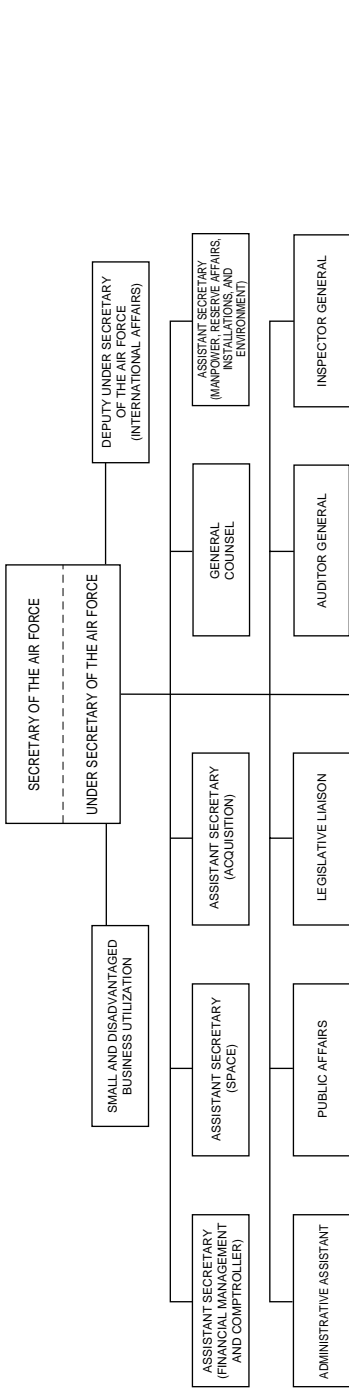 SECRETARY OF THE AIR FORCE
UNDER SECRETARY OF THE AIR FORCE
SMALL AND DISADVANTAGED
BUSINESS UTILIZATION
DEPUTY UNDER SECRETARY
OF THE AIR FORCE
(INTERNATIONAL AFFAIRS)
ASSISTANT SECRETARY
(FINANCIAL MANAGEMENT
AND COMPTROLLER)
ASSISTANT SECRETARY
(SPACE)
ASSISTANT SECRETARY
(ACQUISITION)
GENERAL
COUNSEL
ASSISTANT SECRETARY
(MANPOWER, RESERVE AFFAIRS,
INSTALLATIONS, AND
ENVIRONMENT)
ADMINISTRATIVE ASSISTANT
PUBLIC AFFAIRS
LEGISLATIVE LIAISON
AUDITOR GENERAL
INSPECTOR GENERAL